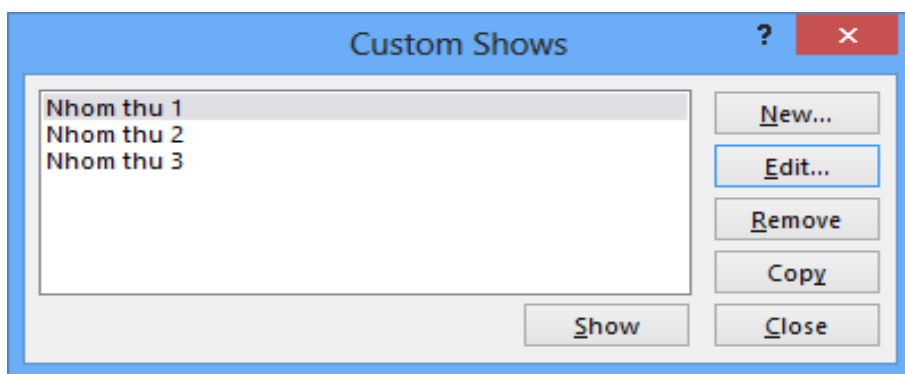 Custom Shows
?
Nhom thu 1
Nhom thu 2
Nhom thu 3
New...
Edit...
Remove
Copy
Show
Close